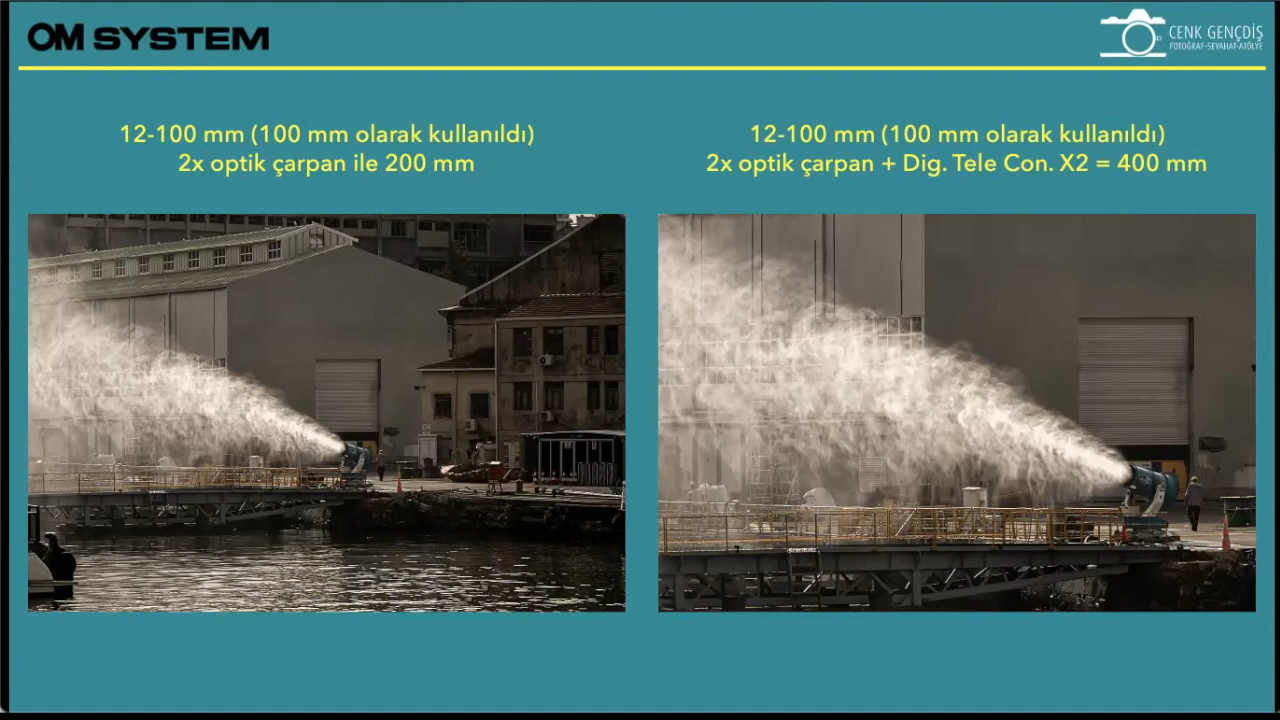 OM SYSTEM
CENK GENÇDİŞ
FOTOĞRAF-SEYAHAT-ATÖLYE
12-100 mm (100 mm olarak kullanıldı)
2x optik çarpan ile 200 mm
12-100 mm (100 mm olarak kullanıldı)
2x optik çarpan + Dig. Tele Con. X2 = 400 mm